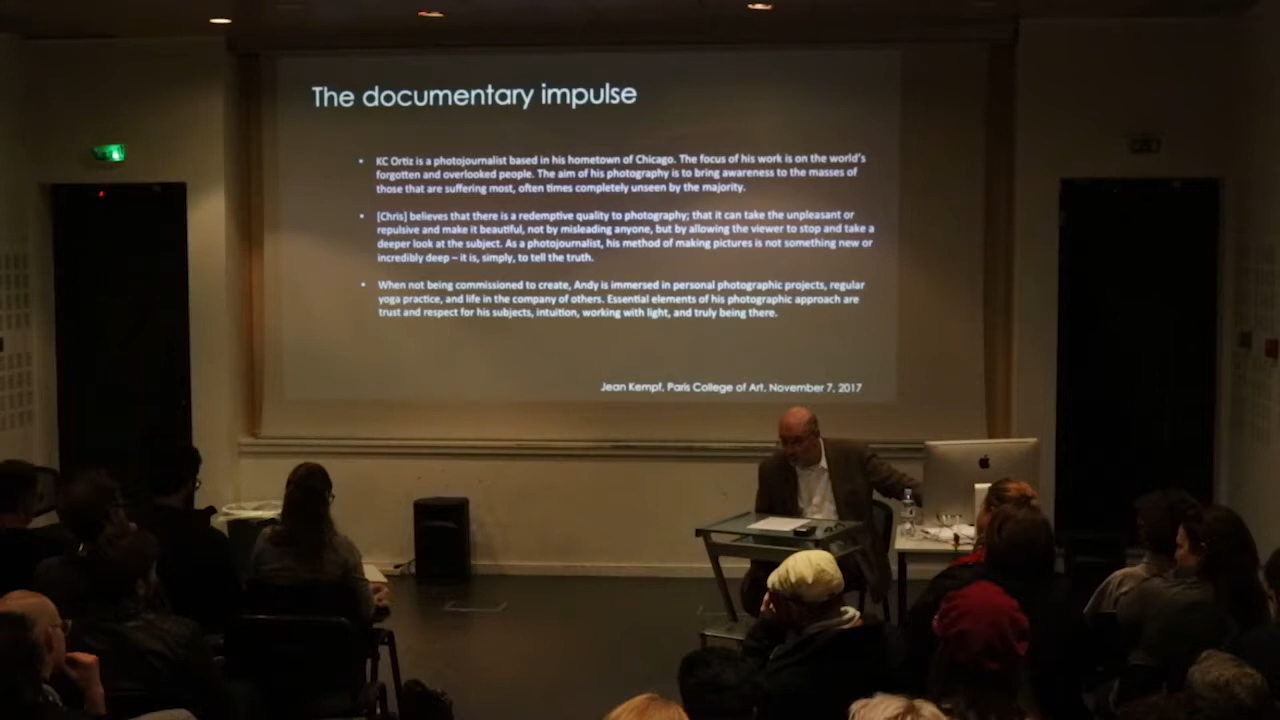 The documentary impulse
• KC Ortiz is a photojournalist based in his hometown of Chicago. The focus of his work is on the world's
forgotten and overlooked people. The aim of his photography is to bring awareness to the masses of
those that are suffering most, often times completely unseen by the majority.
• [Chris] believes that there is a redemptive quality to photography; that it can take the unpleasant or
repulsive and make it beautiful, not by misleading anyone, but by allowing the viewer to stop and take a
deeper look at the subject. As a photojournalist, his method of making pictures is not something new or
incredibly deep – it is, simply, to tell the truth.
• When not being commissioned to create, Andy is immersed in personal photographic projects, regular
yoga practice, and life in the company of others. Essential elements of his photographic approach are
trust and respect for his subjects, intuition, working with light, and truly being there.
Jean Kempf, Paris College of Art, November 7, 2017